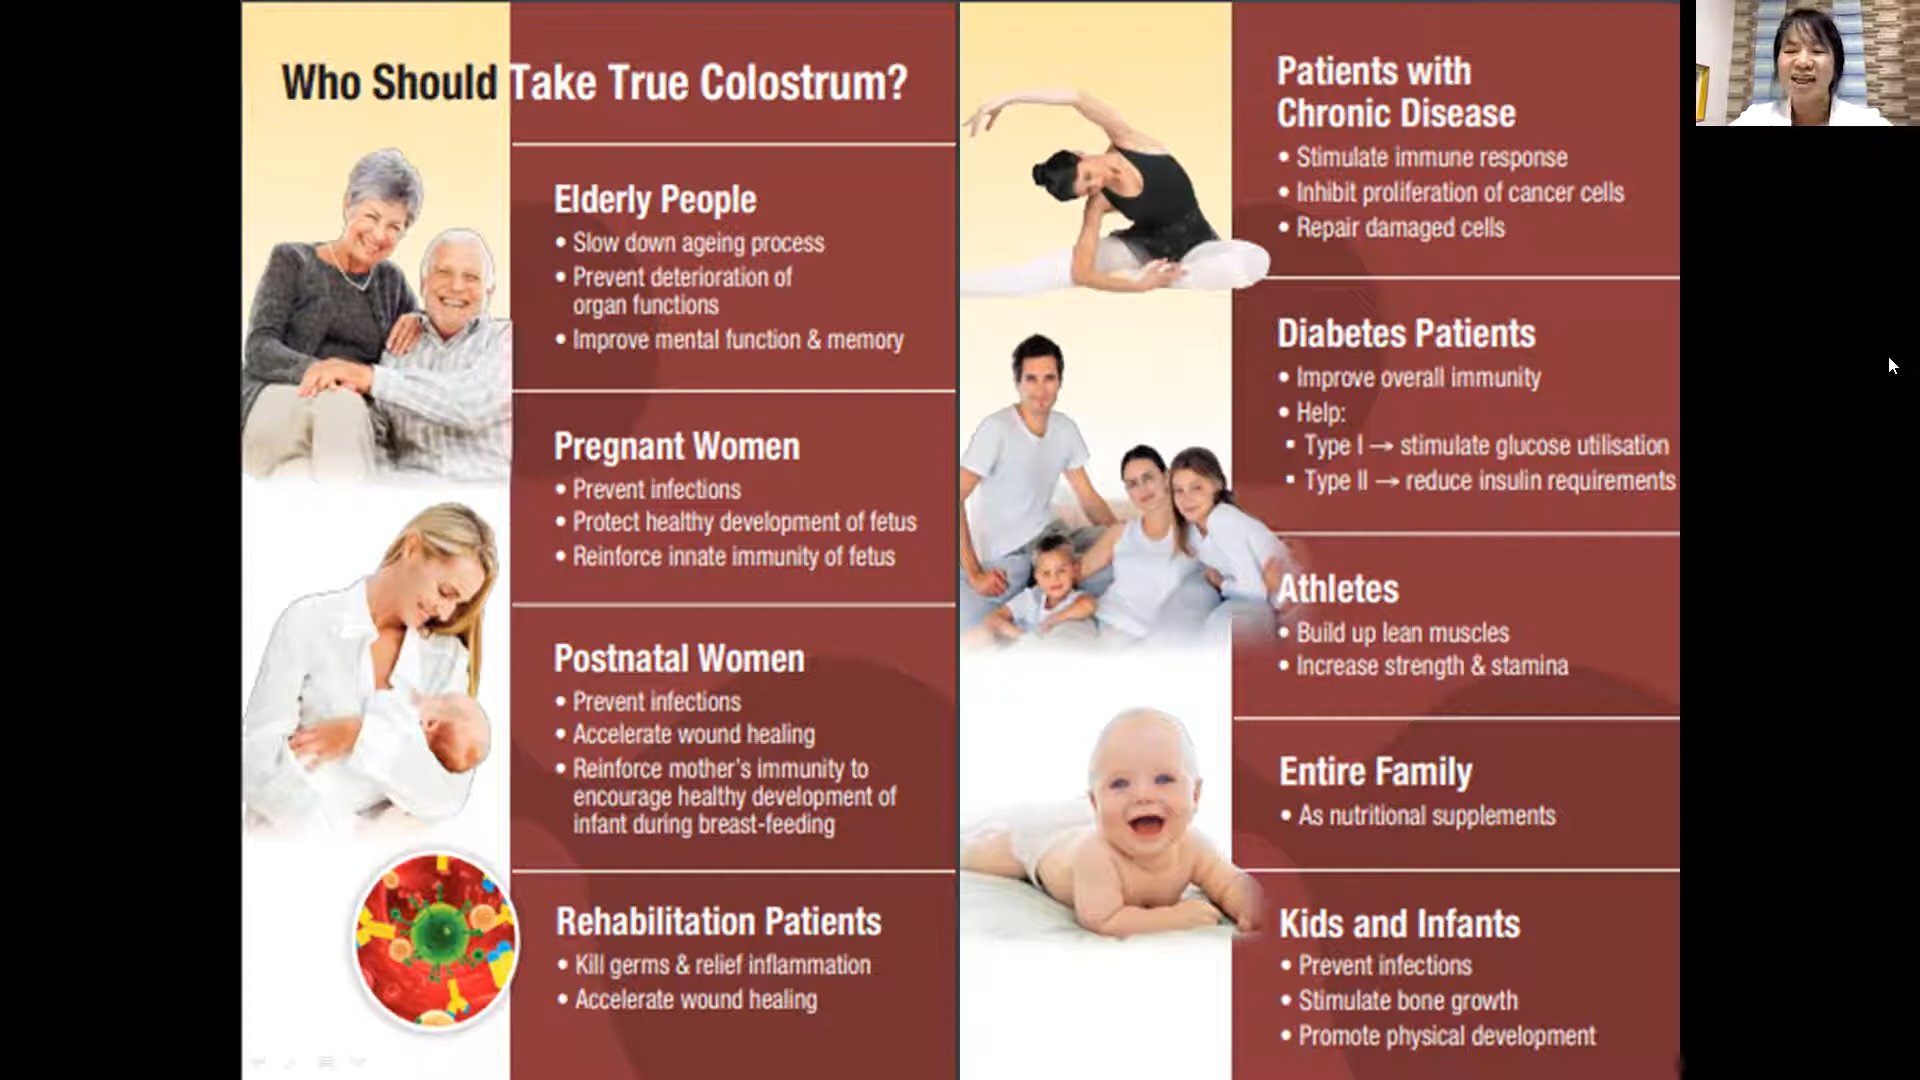 Who Should Take True Colostrum?
Elderly People
• Slow down ageing process
• Prevent deterioration of
organ functions
• Improve mental function & memory
Pregnant Women
• Prevent infections
• Protect healthy development of fetus
• Reinforce innate immunity of fetus
Postnatal Women
• Prevent infections
• Accelerate wound healing
• Reinforce mother's immunity to
encourage healthy development of
infant during breast-feeding
Rehabilitation Patients
• Kill germs & relief inflammation
• Accelerate wound healing
Patients with
Chronic Disease
• Stimulate immune response
• Inhibit proliferation of cancer cells
• Repair damaged cells
Diabetes Patients
• Improve overall immunity
• Help:
▪ Type I → stimulate glucose utilisation
▪ Type II → reduce insulin requirements
Athletes
• Build up lean muscles
• Increase strength & stamina
Entire Family
• As nutritional supplements
Kids and Infants
• Prevent infections
• Stimulate bone growth
• Promote physical development